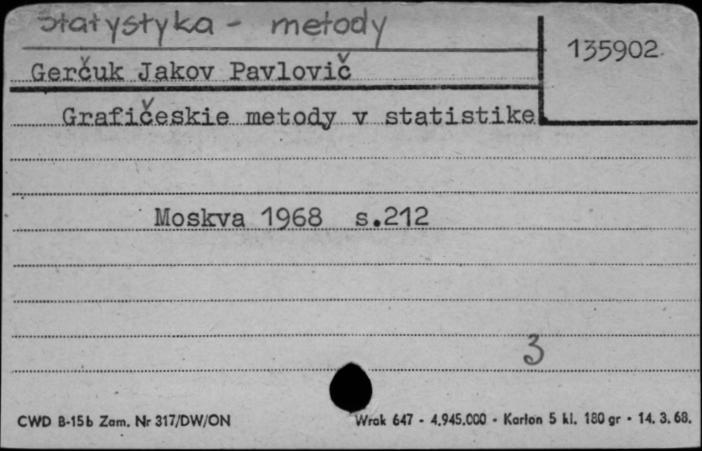 Statystyka - metody
135902
Gerčuk Jakov Pavlovič
Grafičeskie metody v statistike
Moskva 1968 s.212
3
CWD B-15b Zam. Nr 317/DW/ON
Wrak 647 - 4.945.000 - Karton 5 kl. 180 gr - 14. 3. 68.